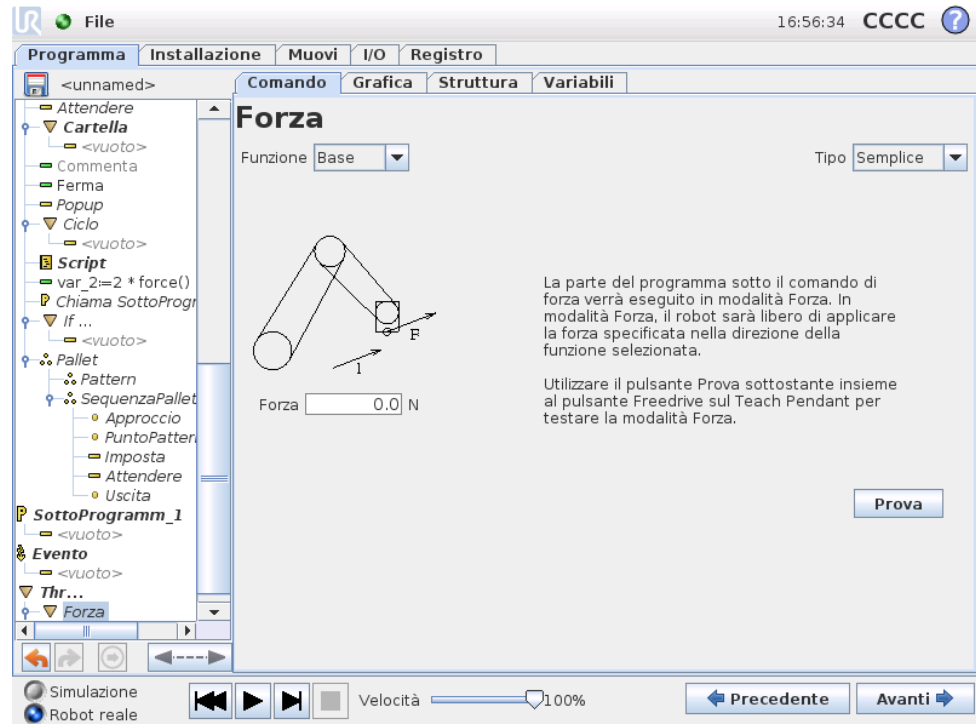 UR File 16:56:34 CCCC ?
Programma Installazione Muovi I/O Registro
<unnamed>
Comando Grafica Struttura Variabili
Attendere
Cartella
<vuoto>
Commenta
Ferma
Popup
Ciclo
<vuoto>
Script
var_2:=2 * force()
Chiama SottoProgr
If ...
<vuoto>
Pallet
Pattern
SequenzaPallet
Approccio
PuntoPatter
Imposta
Attendere
Uscita
P SottoProgramm_1
<vuoto>
Evento
<vuoto>
Thr...
Forza
Forza
Funzione Base
Tipo Semplice
F
1
Forza 0.0 N
La parte del programma sotto il comando di
forza verrà eseguito in modalità Forza. In
modalità Forza, il robot sarà libero di applicare
la forza specificata nella direzione della
funzione selezionata.
Utilizzare il pulsante Prova sottostante insieme
al pulsante Freedrive sul Teach Pendant per
testare la modalità Forza.
Prova
Simulazione
Robot reale
Velocità 100%
Precedente Avanti